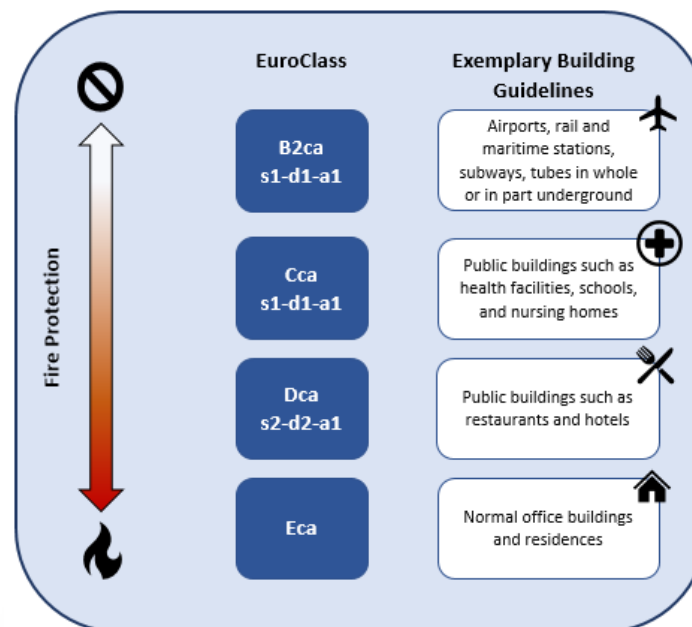 EuroClass
Exemplary Building
Guidelines
Fire Protection
B2ca
s1-d1-a1
Airports, rail and
maritime stations,
subways, tubes in whole
or in part underground
Cca
s1-d1-a1
Public buildings such as
health facilities, schools,
and nursing homes
Dca
s2-d2-a1
Public buildings such as
restaurants and hotels
Eca
Normal office buildings
and residences